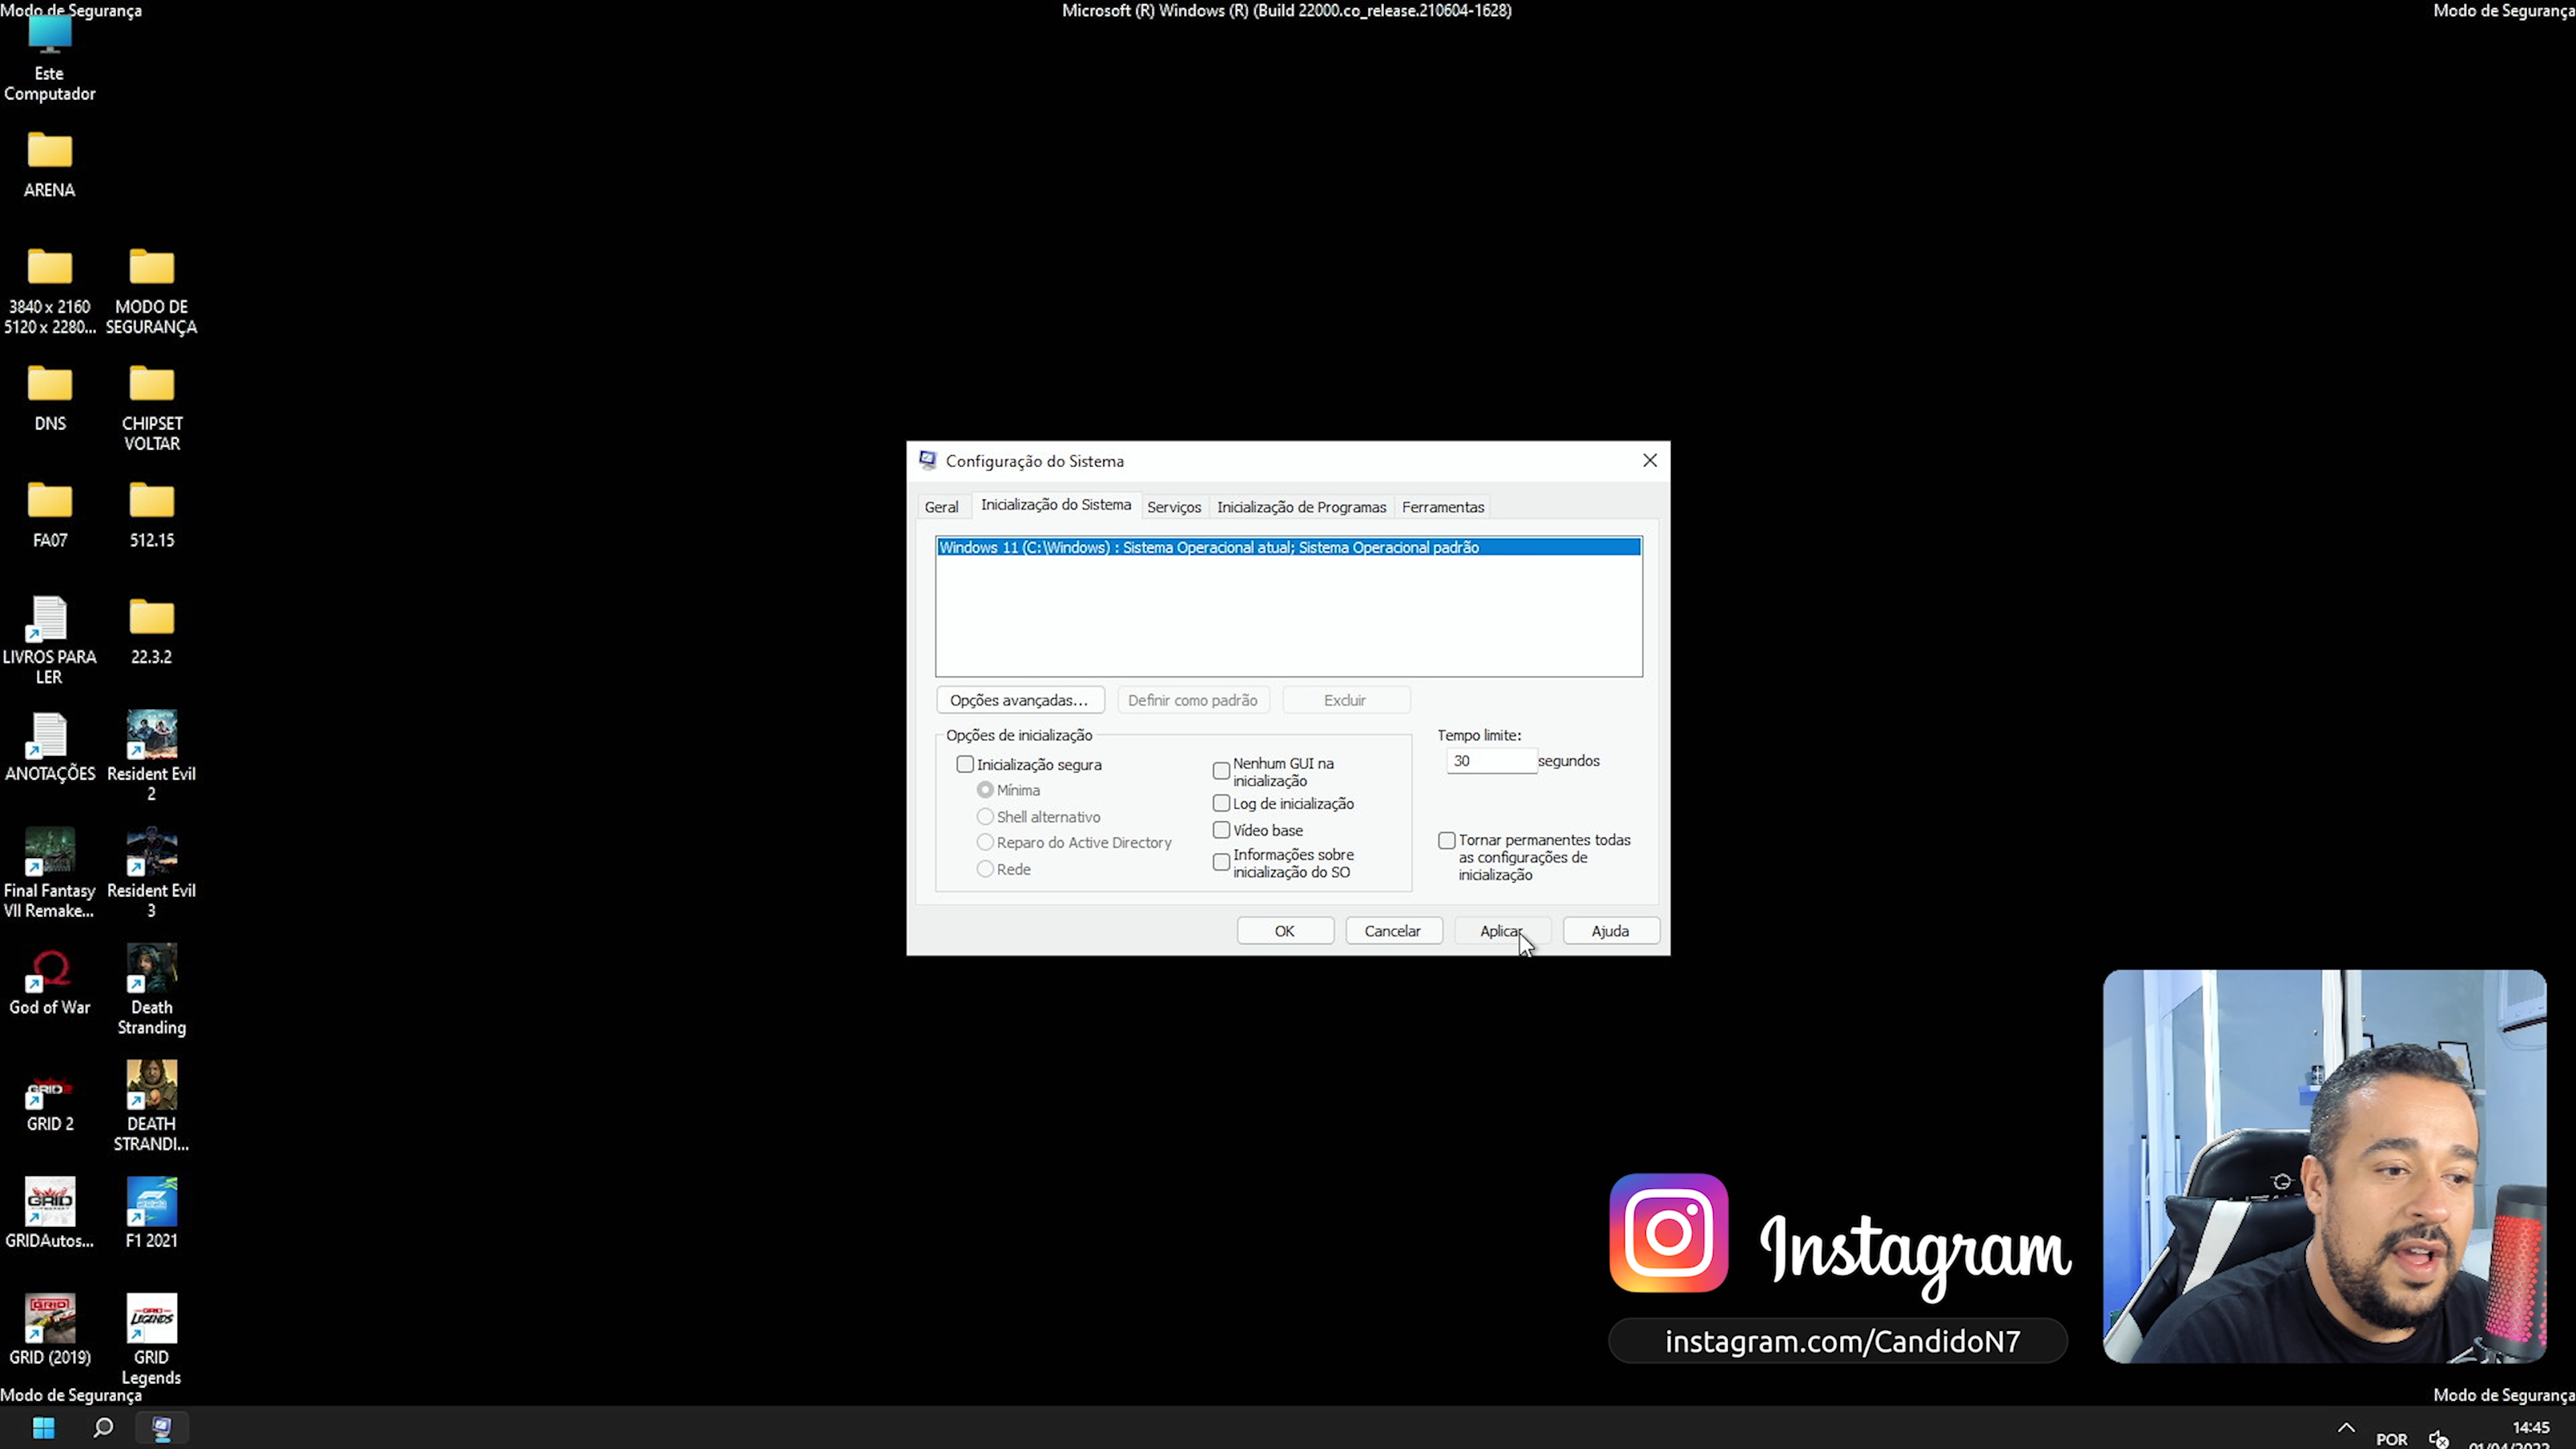 Modo de Segurança
Microsoft (R) Windows (R) (Build 22000.co_release.210604-1628)
Modo de Segurança
Este
Computador
ARENA
3840 x 2160
5120 x 2280...
MODO DE
SEGURANÇA
DNS
CHIPSET
VOLTAR
FA07
512.15
LIVROS PARA
LER
22.3.2
ANOTAÇÕES
Resident Evil
2
Final Fantasy
VII Remake...
Resident Evil
3
God of War
Death
Stranding
GRID 2
DEATH
STRANDI...
GRIDAutos...
F1 2021
GRID (2019)
GRID
Legends
Configuração do Sistema
Geral
Inicialização do Sistema
Serviços
Inicialização de Programas
Ferramentas
Windows 11 (C:\Windows) : Sistema Operacional atual; Sistema Operacional padrão
Opções avançadas...
Definir como padrão
Excluir
Opções de inicialização
Inicialização segura
Mínima
Shell alternativo
Reparo do Active Directory
Rede
Nenhum GUI na
inicialização
Log de inicialização
Vídeo base
Informações sobre
inicialização do SO
Tempo limite:
30 segundos
Tornar permanentes todas
as configurações de
inicialização
OK
Cancelar
Aplicar
Ajuda
Instagram
instagram.com/CandidoN7
Modo de Segurança
Modo de Segurança
POR
14:45